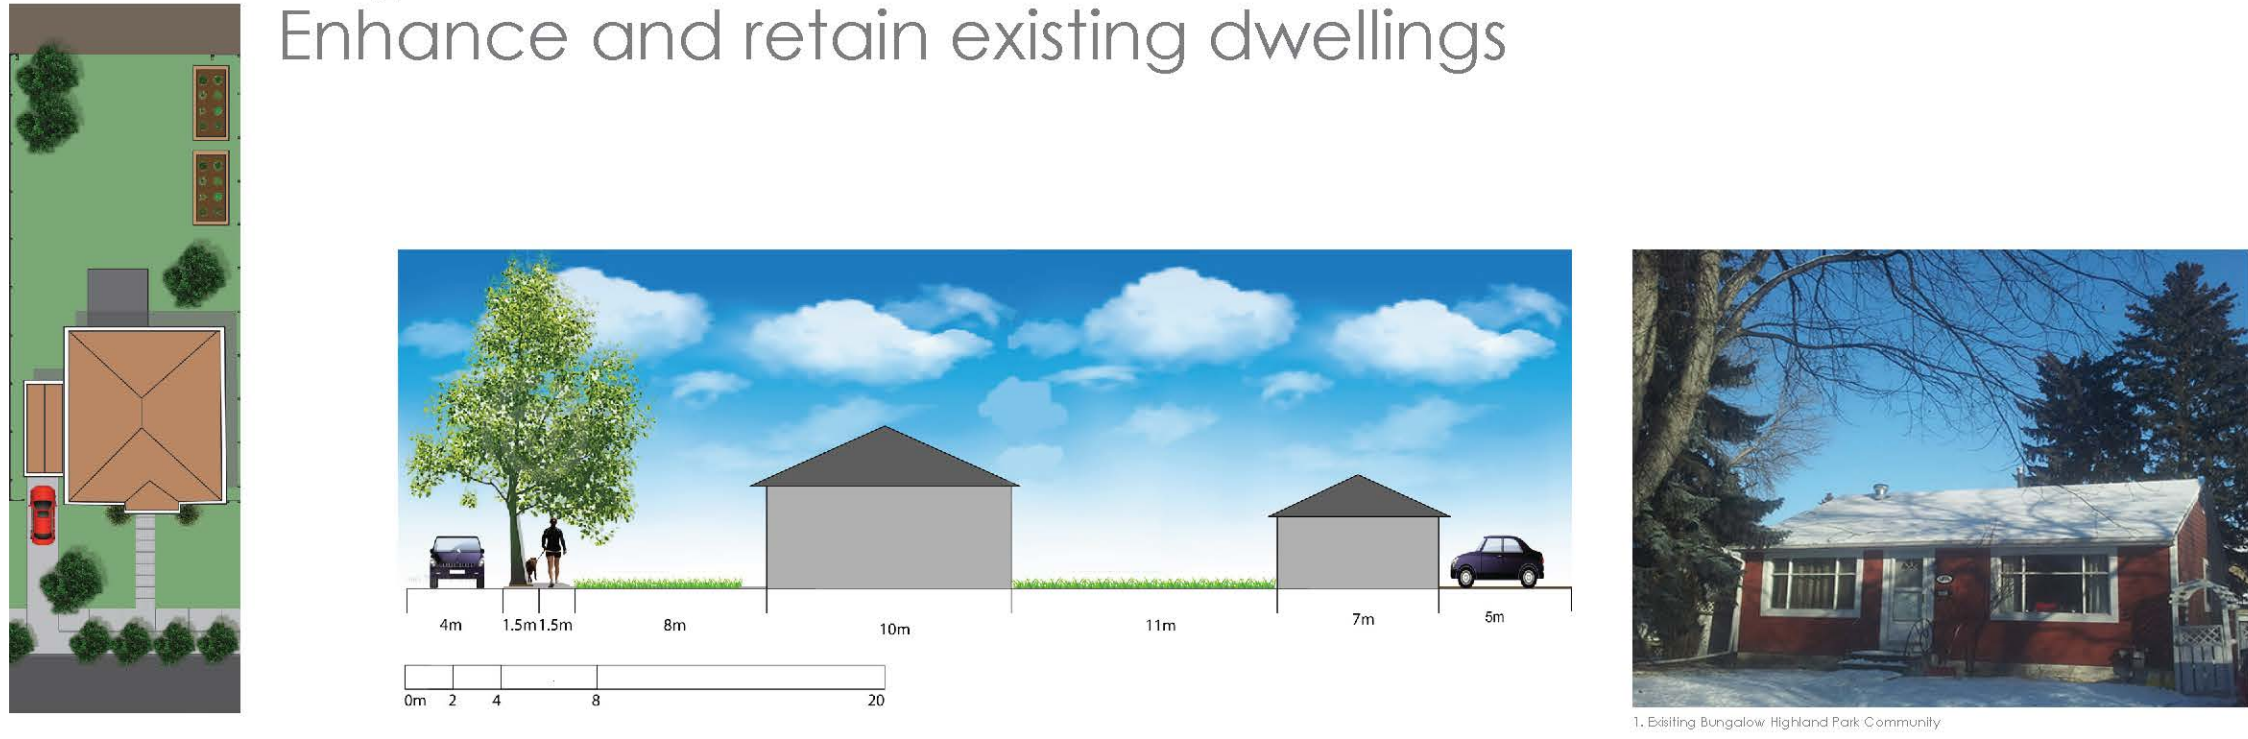 Enhance and retain existing dwellings
4m 1.5m 1.5m 8m 10m 11m 7m 5m
0m 2 4 8 20
1. Exisiting Bungalow Highland Park Community